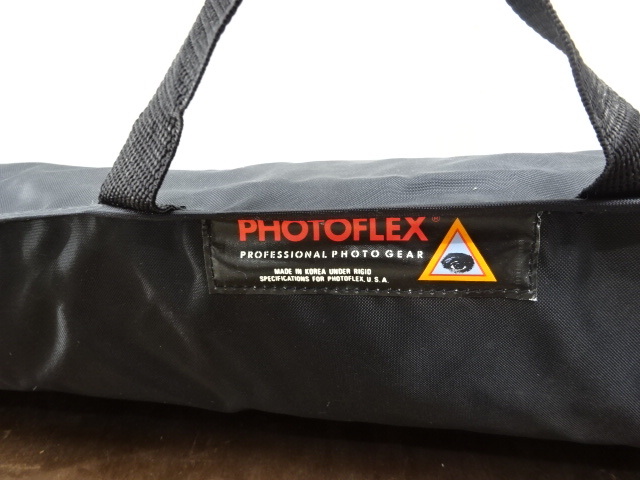 PHOTOFLEX®
PROFESSIONAL PHOTO GEAR
MADE IN KOREA UNDER RIGID
SPECIFICATIONS FOR PHOTOFLEX, U.S.A.